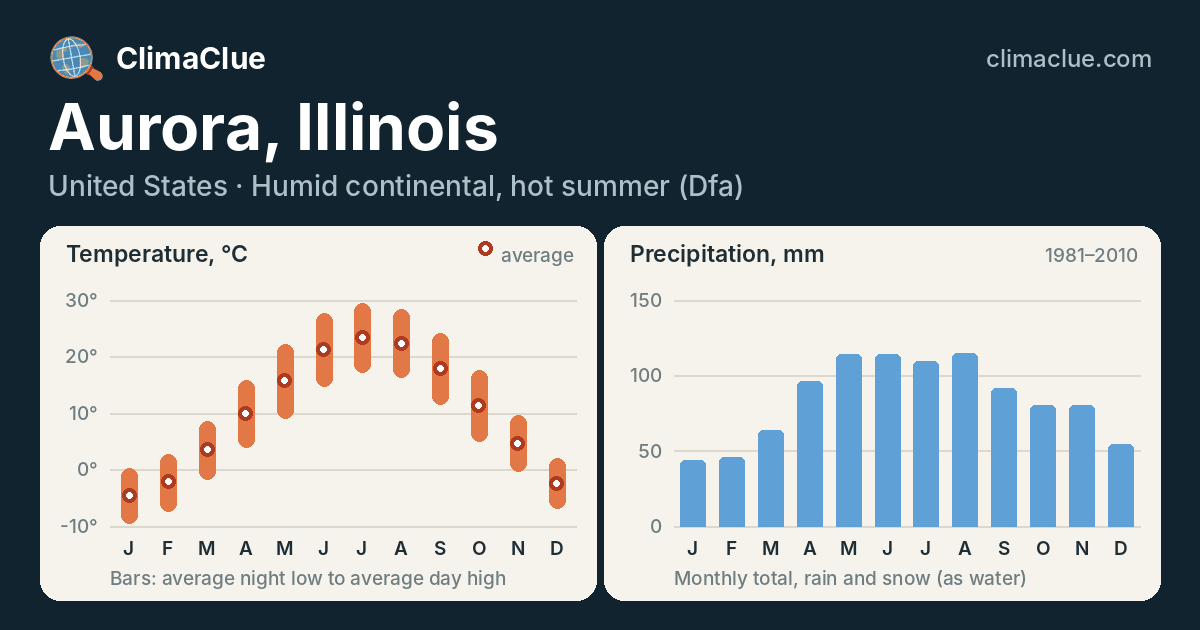 ClimaClue
climaclue.com
Aurora, Illinois
United States · Humid continental, hot summer (Dfa)
Temperature, °C
average
30°
20°
10°
0°
-10°
J F M A M J J A S O N D
Bars: average night low to average day high
Precipitation, mm
1981–2010
150
100
50
0
J F M A M J J A S O N D
Monthly total, rain and snow (as water)